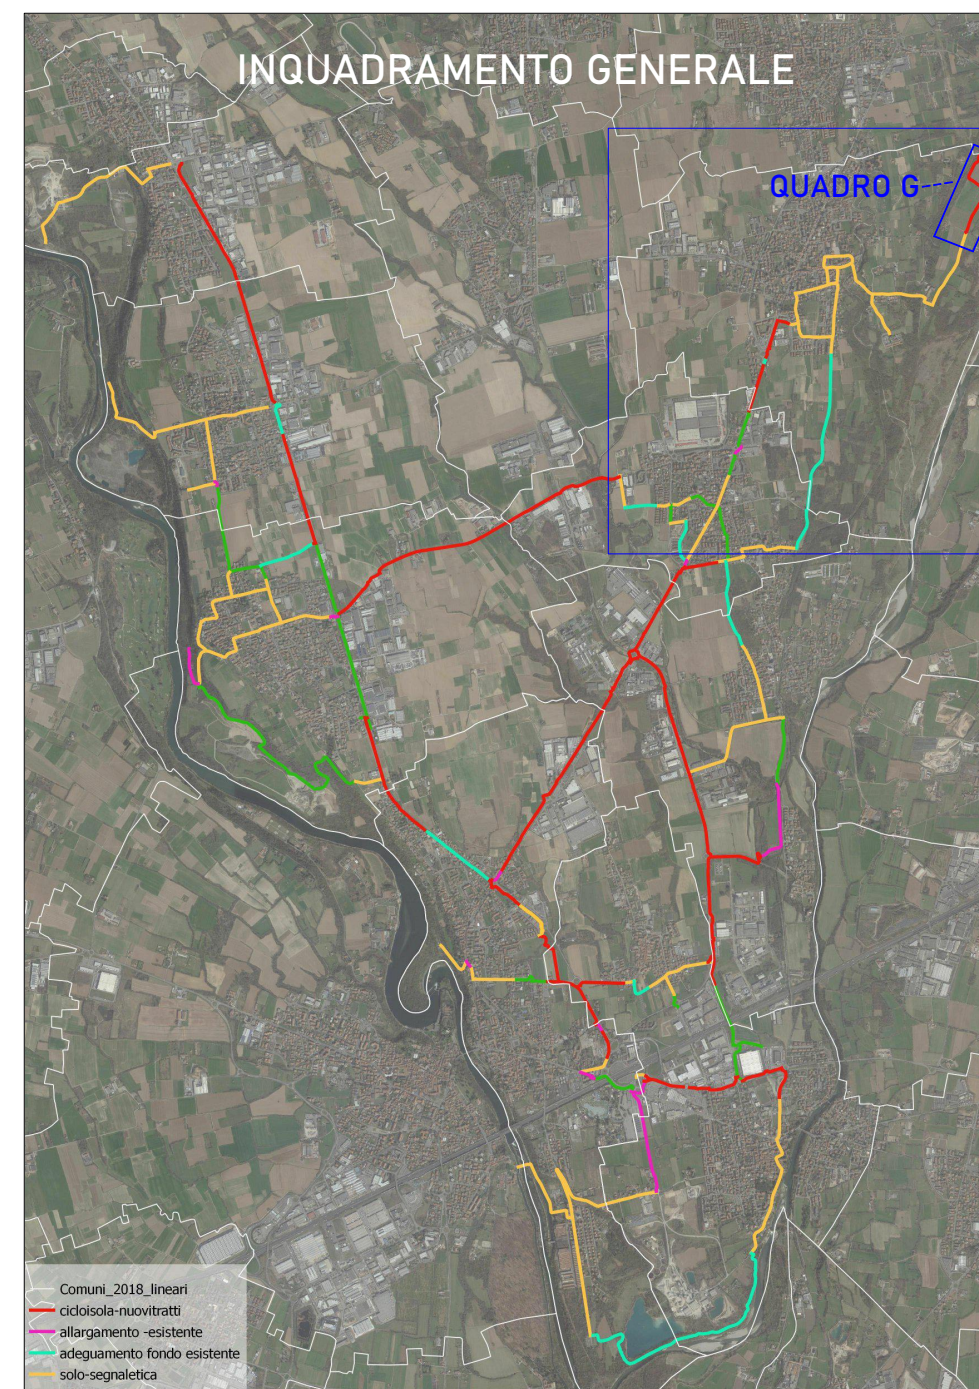 INQUADRAMENTO GENERALE
QUADRO G
Comuni_2018_lineari
cicloisola-nuovitratti
allargamento -esistente
adeguamento fondo esistente
solo-segnaletica